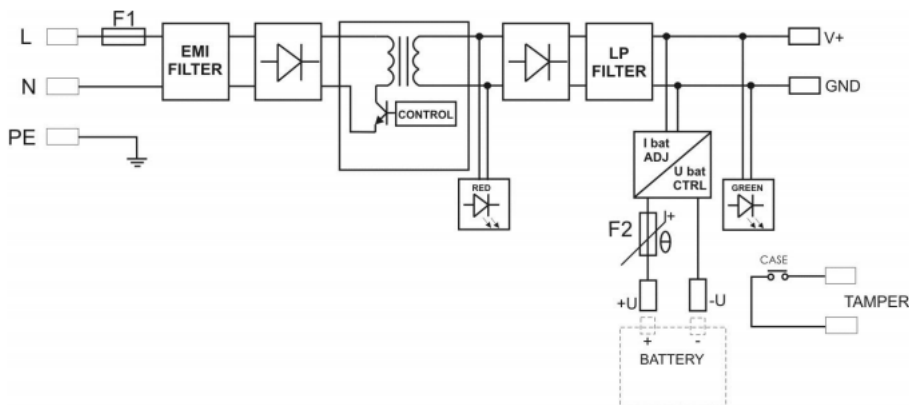 F1
L
EMI
FILTER
LP
FILTER
V+
N
GND
CONTROL
PE
I bat
ADJ
U bat
CTRL
RED
GREEN
F2
I+
θ
CASE
+U
-U
TAMPER
+ -
BATTERY